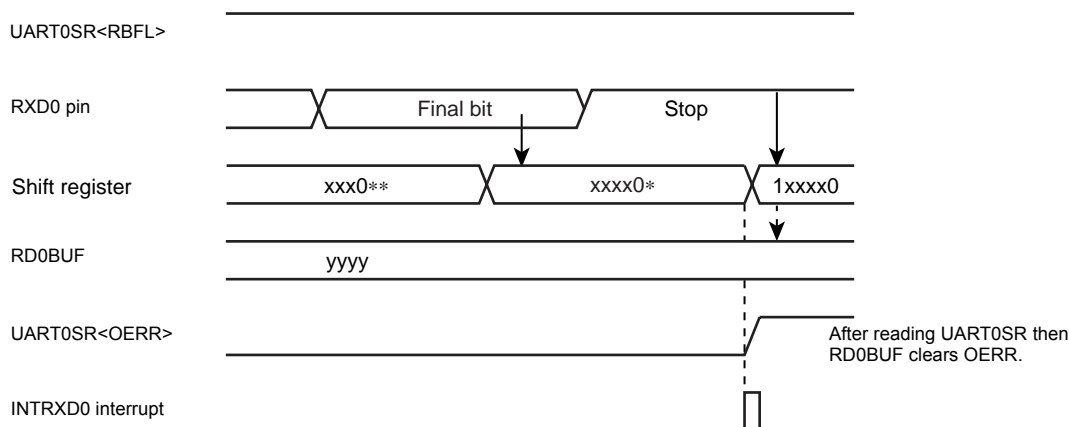 UART0SR<RBFL>
RXD0 pin
Final bit
Stop
Shift register
xxx0**
xxxx0*
1xxxx0
RD0BUF
yyyy
UART0SR<OERR>
After reading UART0SR then
RD0BUF clears OERR.
INTRXD0 interrupt